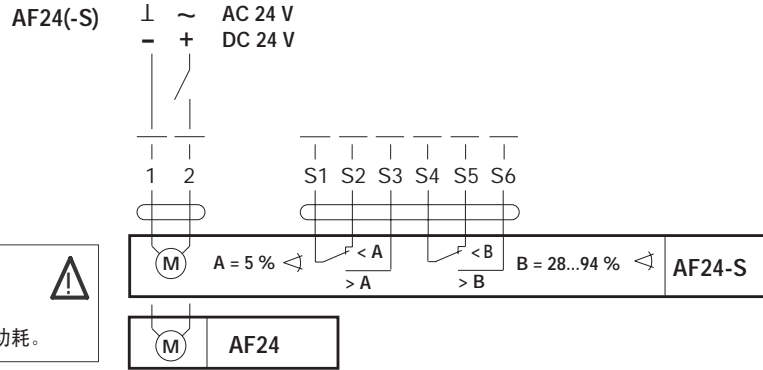 AF24(-S) ⊥ ~ AC 24 V
– + DC 24 V
1 2 S1 S2 S3 S4 S5 S6
M A = 5 % < A > A < B > B B = 28...94 % AF24-S
功耗。
M AF24